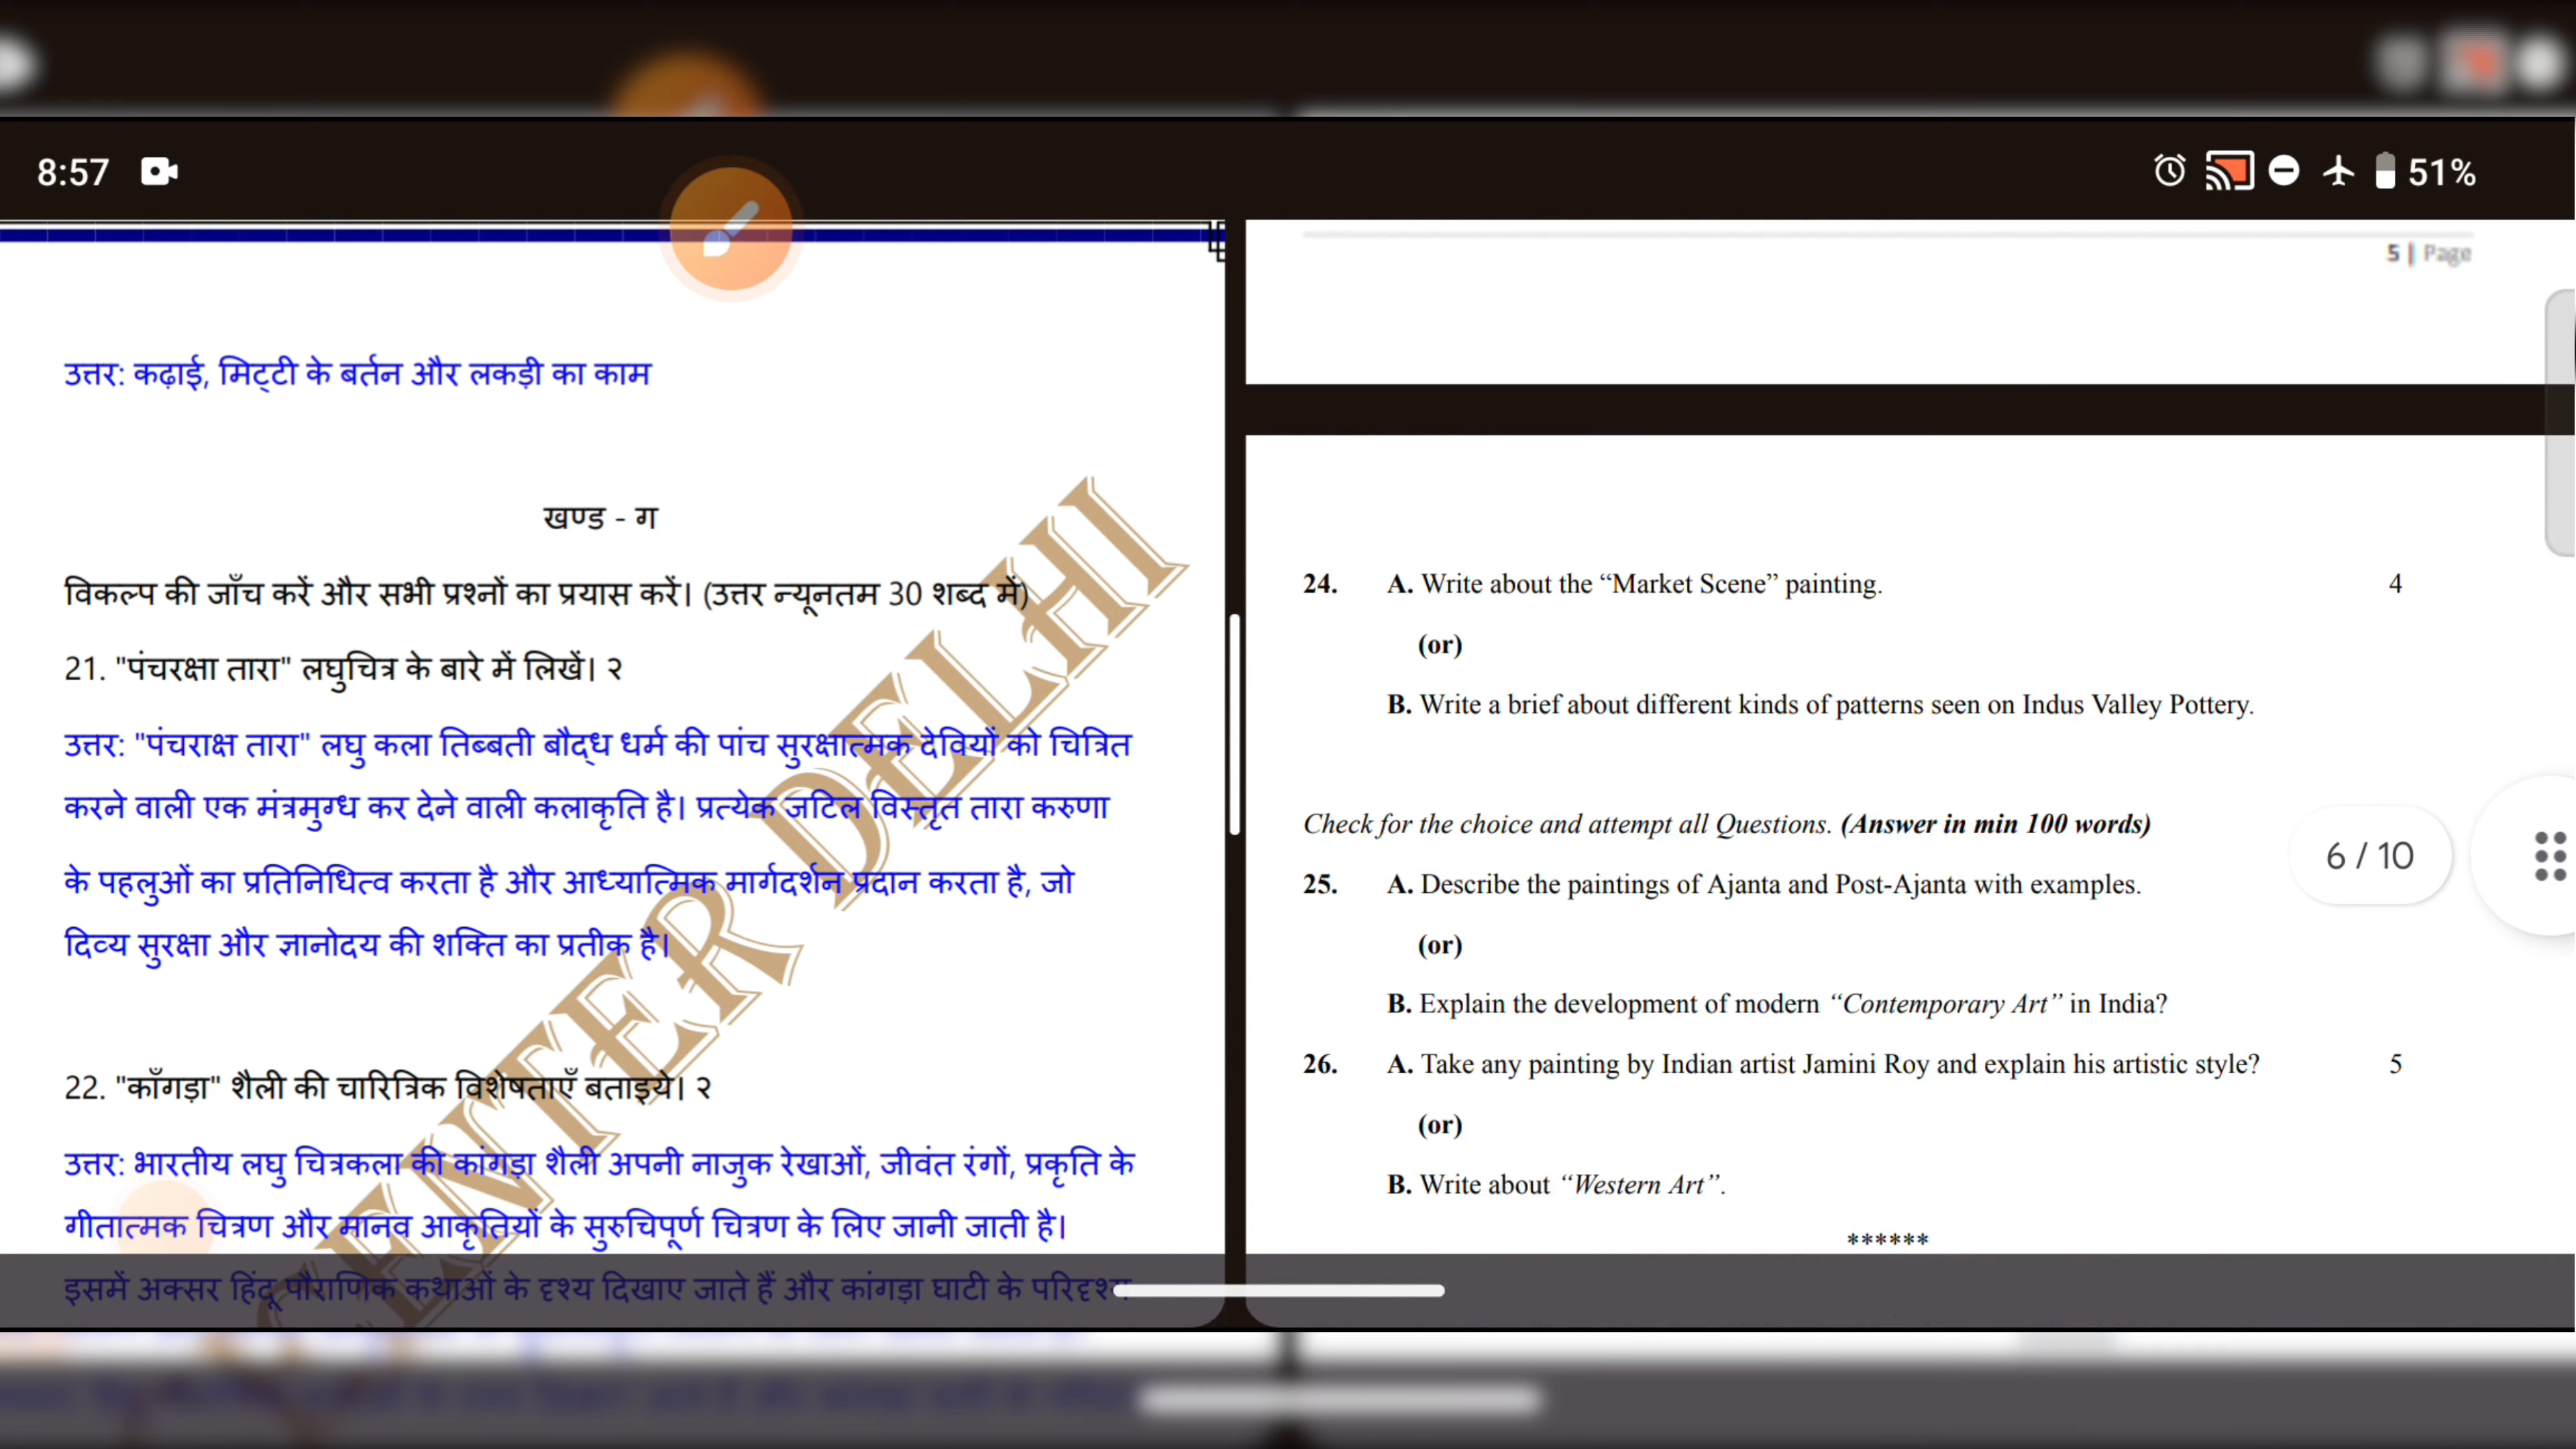 8:57
51%
उत्तर: कढ़ाई, मिट्टी के बर्तन और लकड़ी का काम
खण्ड - ग
विकल्प की जाँच करें और सभी प्रश्नों का प्रयास करें। (उत्तर न्यूनतम 30 शब्द में)
21. "पंचरक्षा तारा" लघुचित्र के बारे में लिखें। २
उत्तर: "पंचराक्ष तारा" लघु कला तिब्बती बौद्ध धर्म की पांच सुरक्षात्मक देवियों को चित्रित
करने वाली एक मंत्रमुग्ध कर देने वाली कलाकृति है। प्रत्येक जटिल विस्तृत तारा करुणा
के पहलुओं का प्रतिनिधित्व करता है और आध्यात्मिक मार्गदर्शन प्रदान करता है, जो
दिव्य सुरक्षा और ज्ञानोदय की शक्ति का प्रतीक है।
22. "काँगड़ा" शैली की चारित्रिक विशेषताएँ बताइये। २
उत्तर: भारतीय लघु चित्रकला की कांगड़ा शैली अपनी नाजुक रेखाओं, जीवंत रंगों, प्रकृति के
गीतात्मक चित्रण और मानव आकृतियों के सुरुचिपूर्ण चित्रण के लिए जानी जाती है।
इसमें अक्सर हिंदू पौराणिक कथाओं के दृश्य दिखाए जाते हैं और कांगड़ा घाटी के परिदृश्य
CENTER DELHI
5 | Page
24. A. Write about the “Market Scene” painting. 4
(or)
B. Write a brief about different kinds of patterns seen on Indus Valley Pottery.
Check for the choice and attempt all Questions. (Answer in min 100 words)
25. A. Describe the paintings of Ajanta and Post-Ajanta with examples.
(or)
B. Explain the development of modern “Contemporary Art” in India?
26. A. Take any painting by Indian artist Jamini Roy and explain his artistic style? 5
(or)
B. Write about “Western Art”.
******
6 / 10